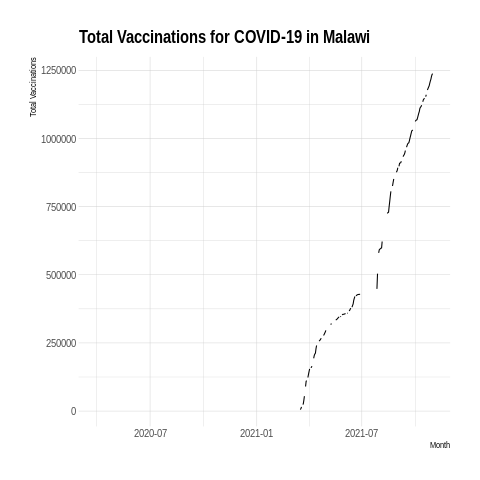 Total Vaccinations for COVID-19 in Malawi
Total Vaccinations
1250000
1000000
750000
500000
250000
0
2020-07 2021-01 2021-07
Month